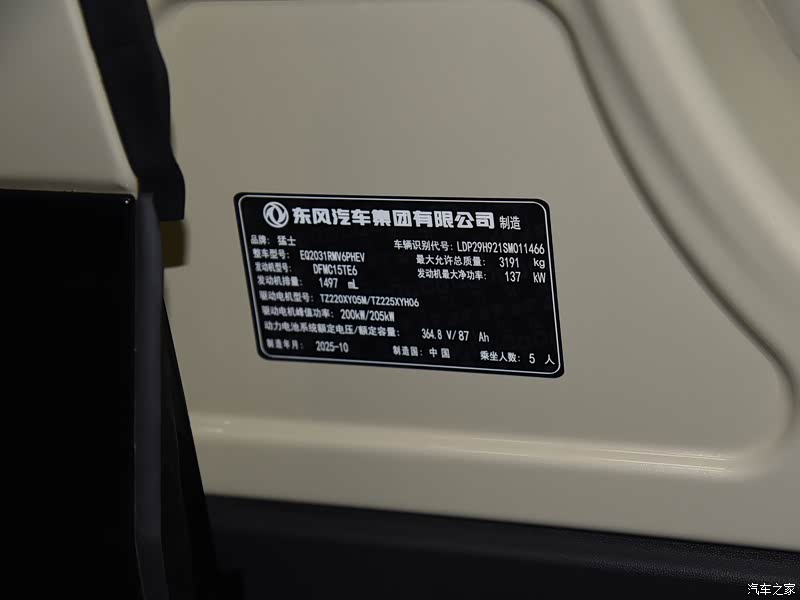 东风汽车集团有限公司 制造
品牌: 猛士
车辆识别代号: LDP29H921SM011466
整车型号: EQ2031RMV6PHEV
最大允许总质量: 3191 kg
发动机型号: DFMC15TE6
发动机最大净功率: 137 kW
发动机排量: 1497 mL
驱动电机型号: TZ220XY05M/TZ225XYH06
驱动电机峰值功率: 200kW/205kW
动力电池系统额定电压/额定容量: 364.8 V/87 Ah
制造年月: 2025-10 制造国: 中国 乘坐人数: 5 人
汽车之家